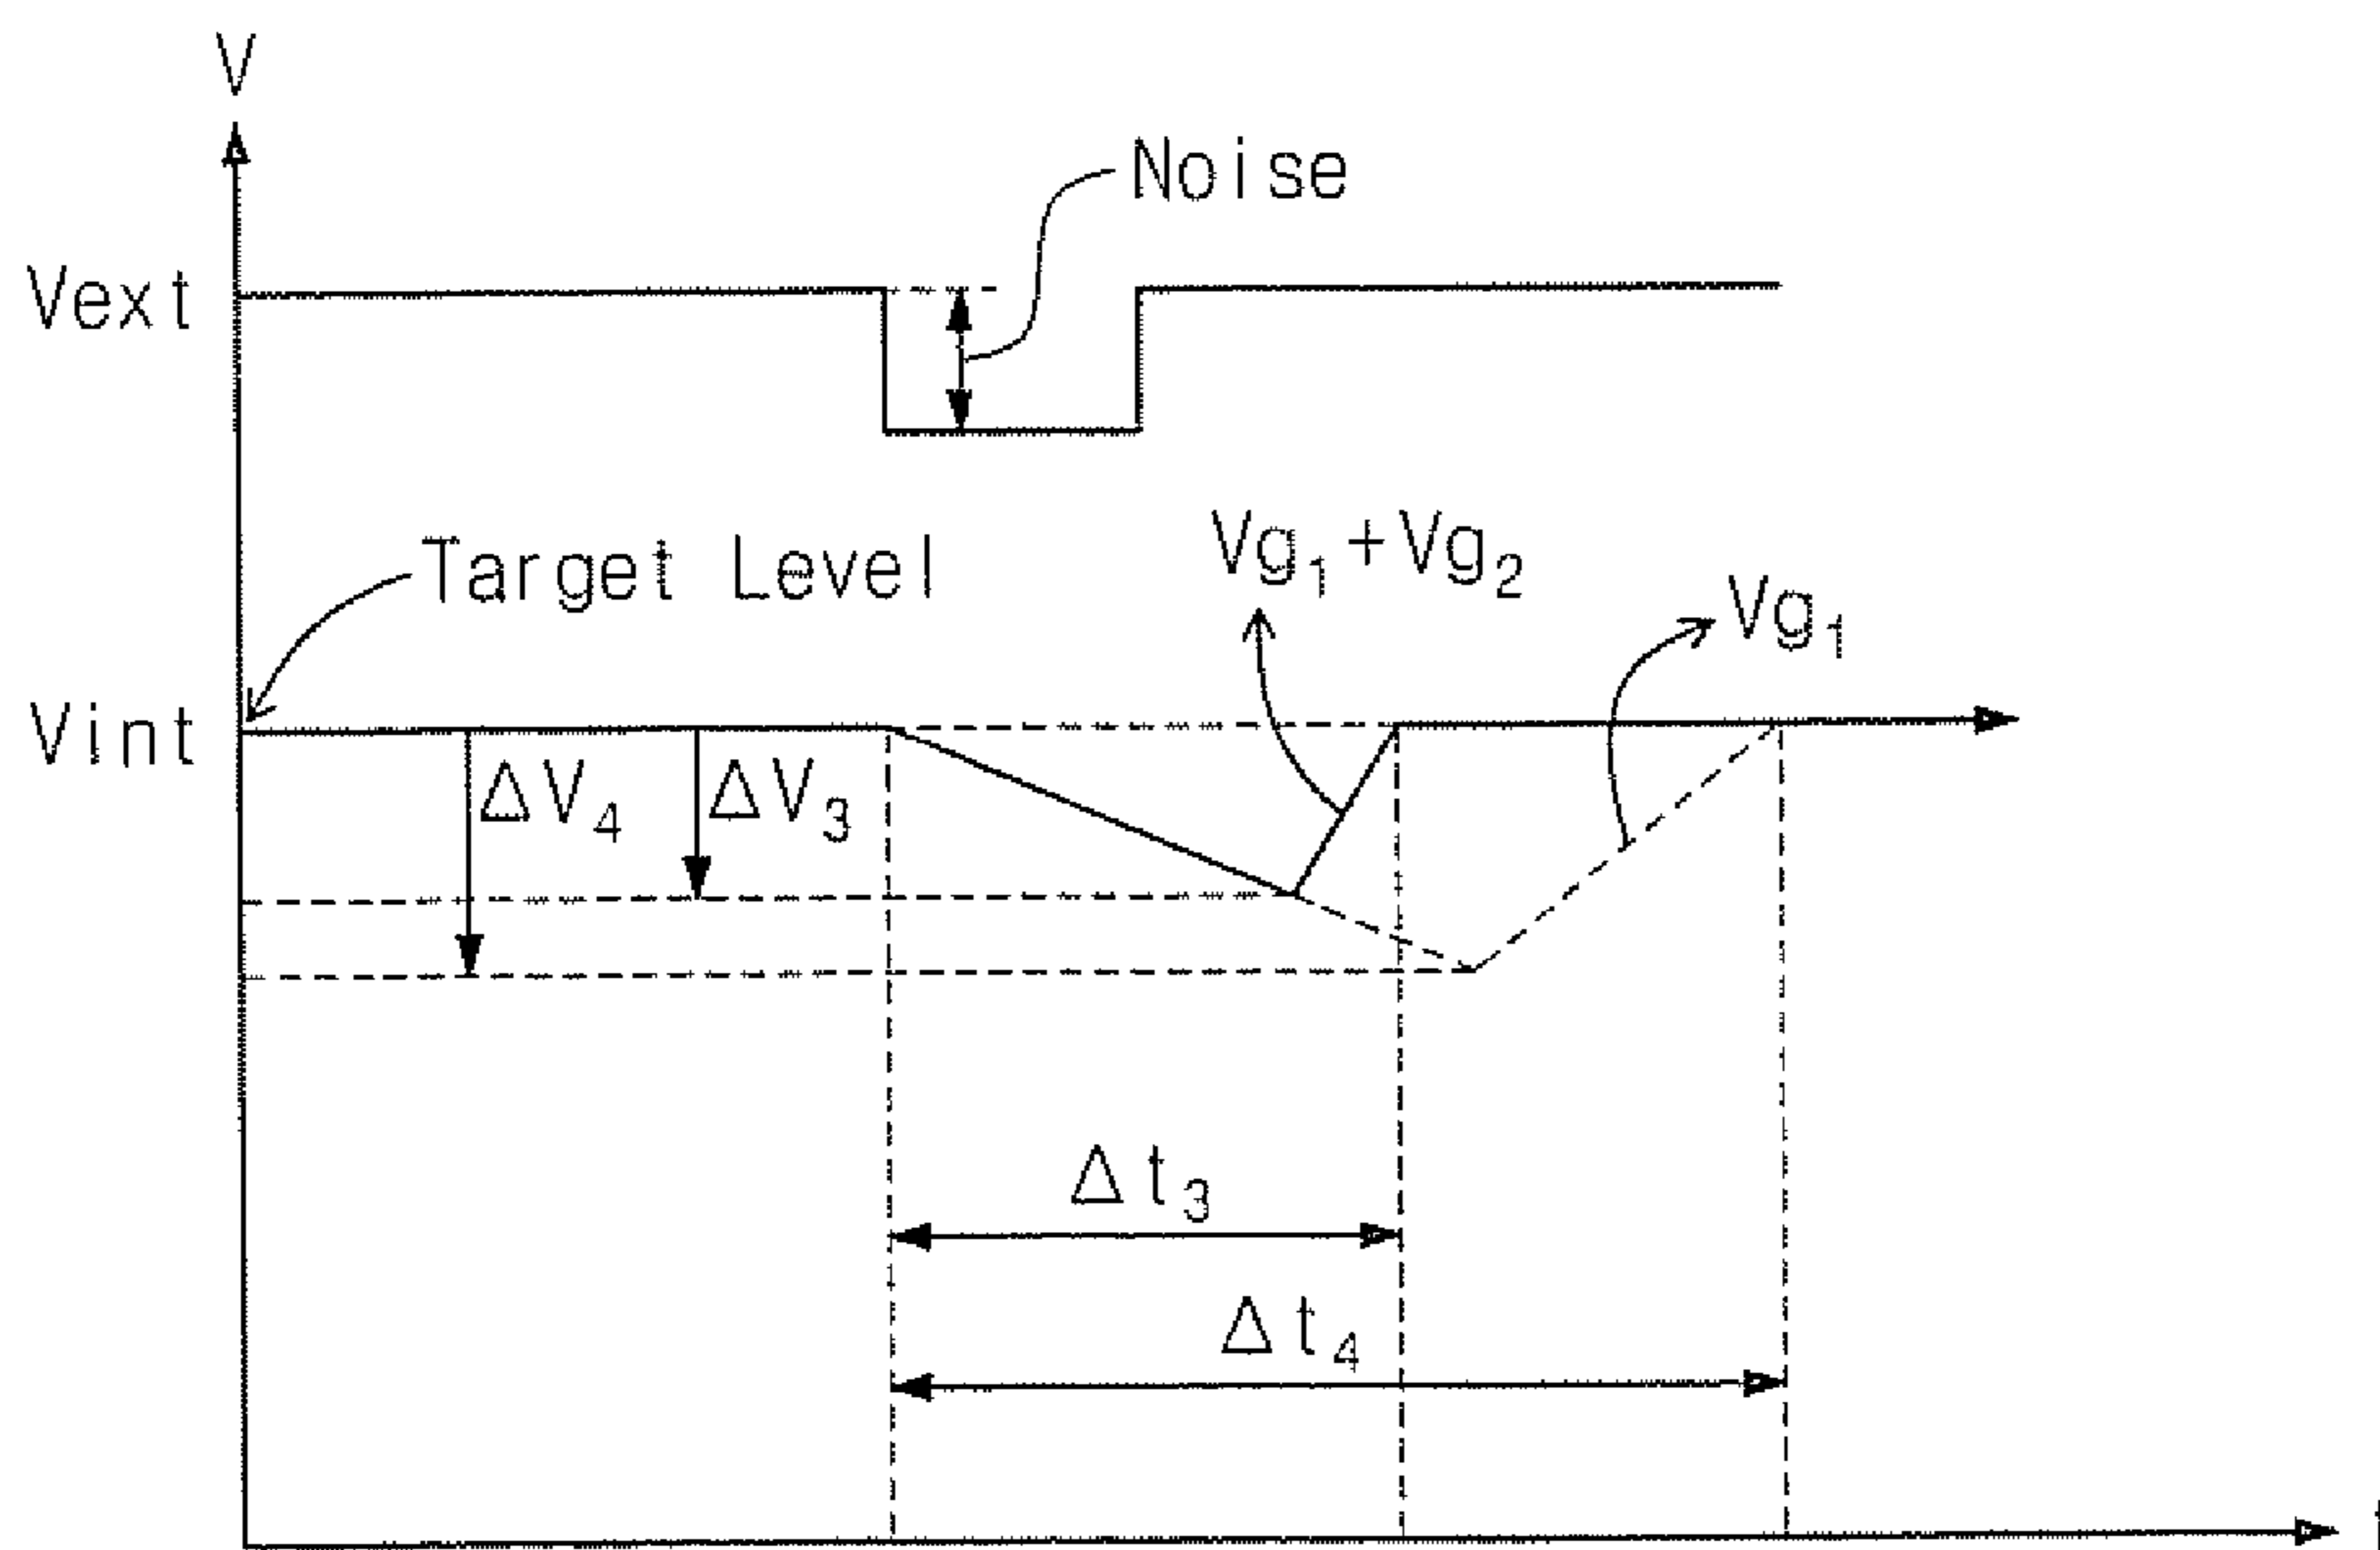 V
Noise
Vext
Vg₁+Vg₂
Target Level
Vg₁
Vint
ΔV₄
ΔV₃
Δt₃
Δt₄